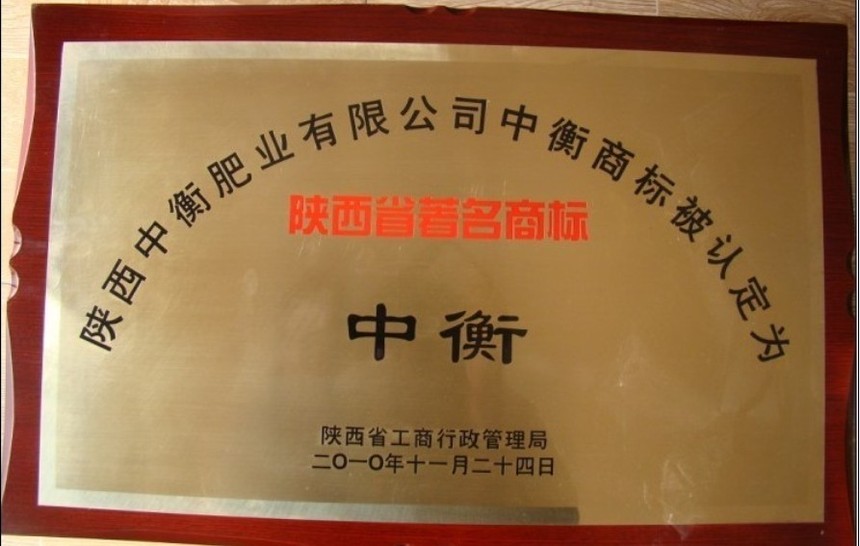 陕西中衡肥业有限公司中衡商标被认定为
陕西省著名商标
中衡
陕西省工商行政管理局
二〇一〇年十一月二十四日